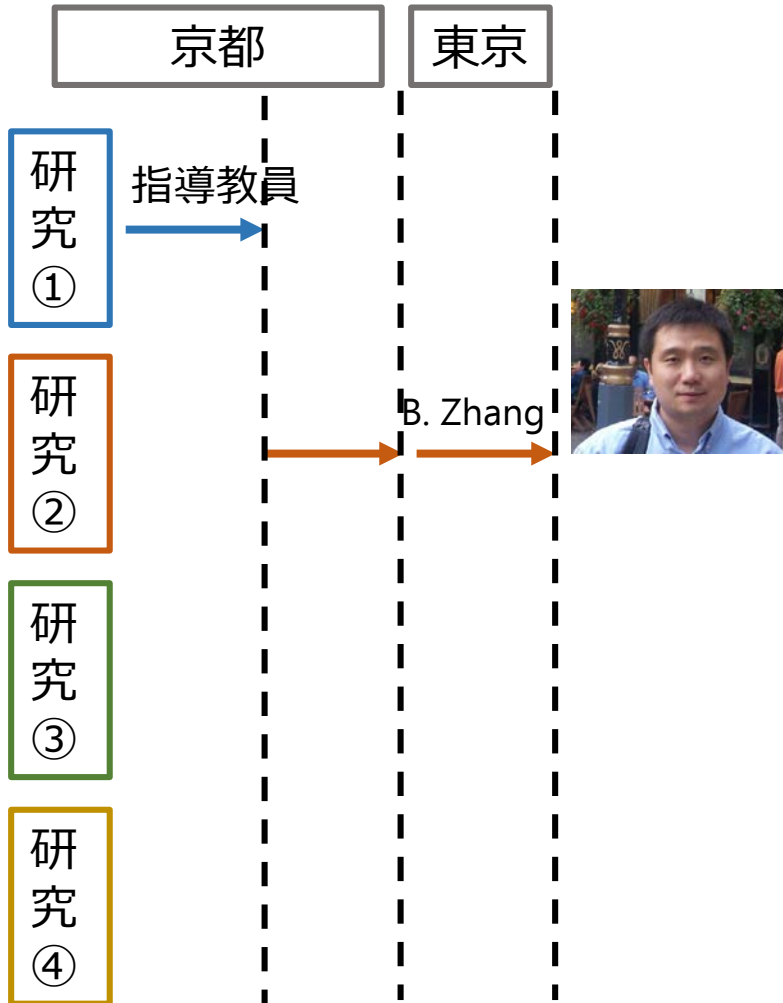 京都
東京
研
究
①
指導教員
研
究
②
B. Zhang
研
究
③
研
究
④